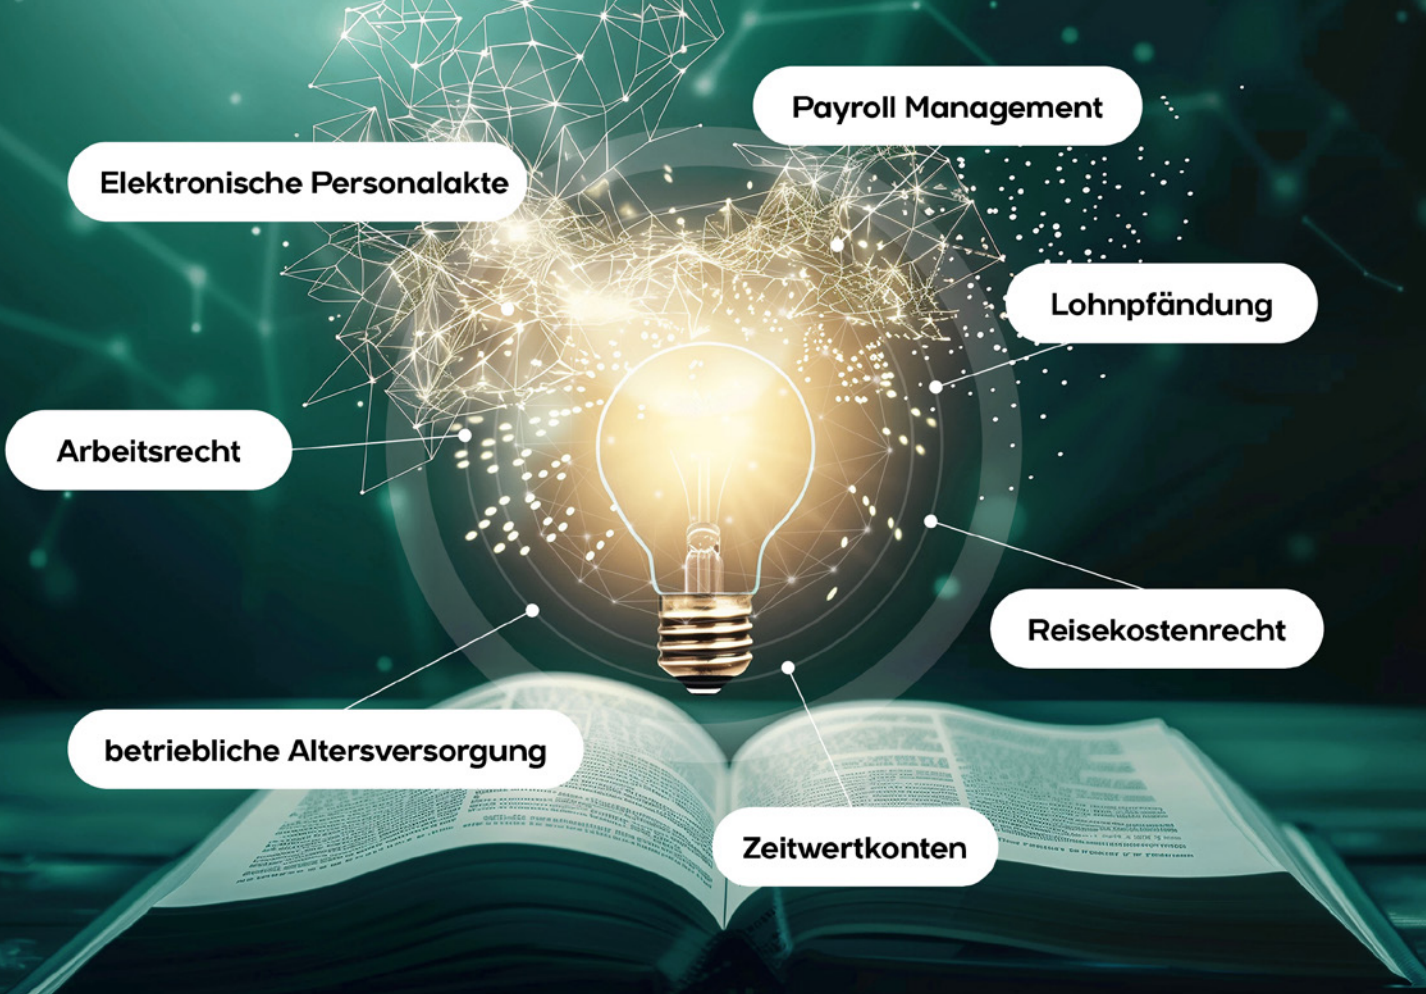 Payroll Management
Elektronische Personalakte
Lohnpfändung
Arbeitsrecht
Reisekostenrecht
betriebliche Altersversorgung
Zeitwertkonten